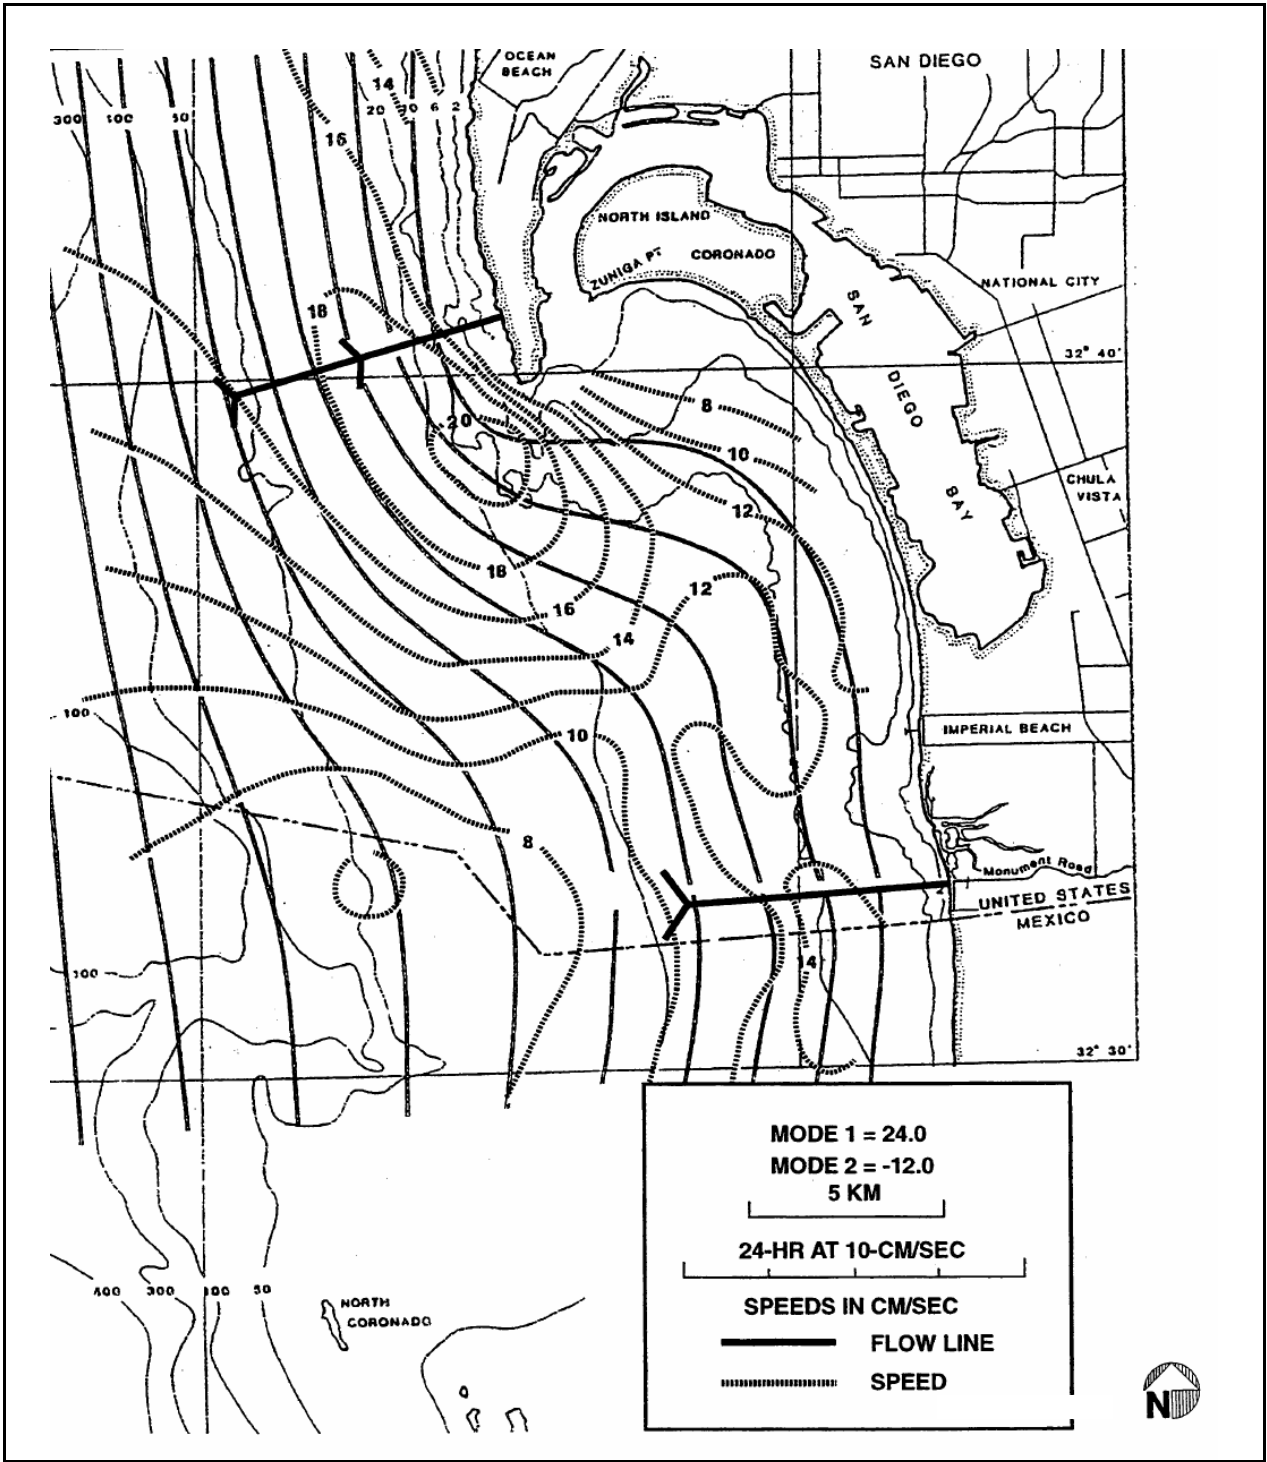 OCEAN
BEACH
SAN DIEGO
14
20 10 6 2
300 100 50
16
NORTH ISLAND
CORONADO
ZUNIGA PT
SAN
DIEGO
BAY
NATIONAL CITY
18
32° 40'
8
20
10
CHULA
VISTA
12
18
12
16
14
100
10
IMPERIAL BEACH
8
Monument Road
UNITED STATES
MEXICO
14
100
32° 30'
MODE 1 = 24.0
MODE 2 = -12.0
5 KM
24-HR AT 10-CM/SEC
SPEEDS IN CM/SEC
FLOW LINE
SPEED
400 300 100 50
NORTH
CORONADO
N